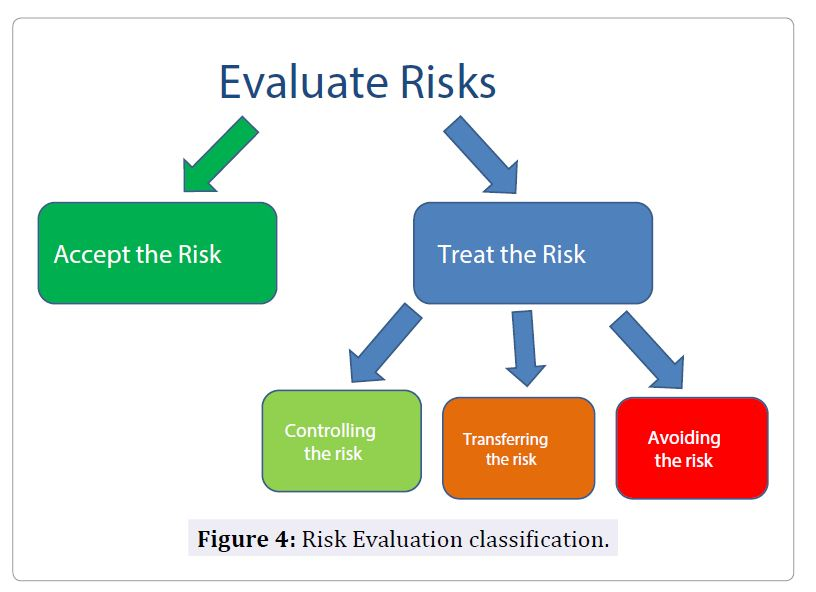 Evaluate Risks
Accept the Risk
Treat the Risk
Controlling
the risk
Transferring
the risk
Avoiding
the risk
Figure 4: Risk Evaluation classification.